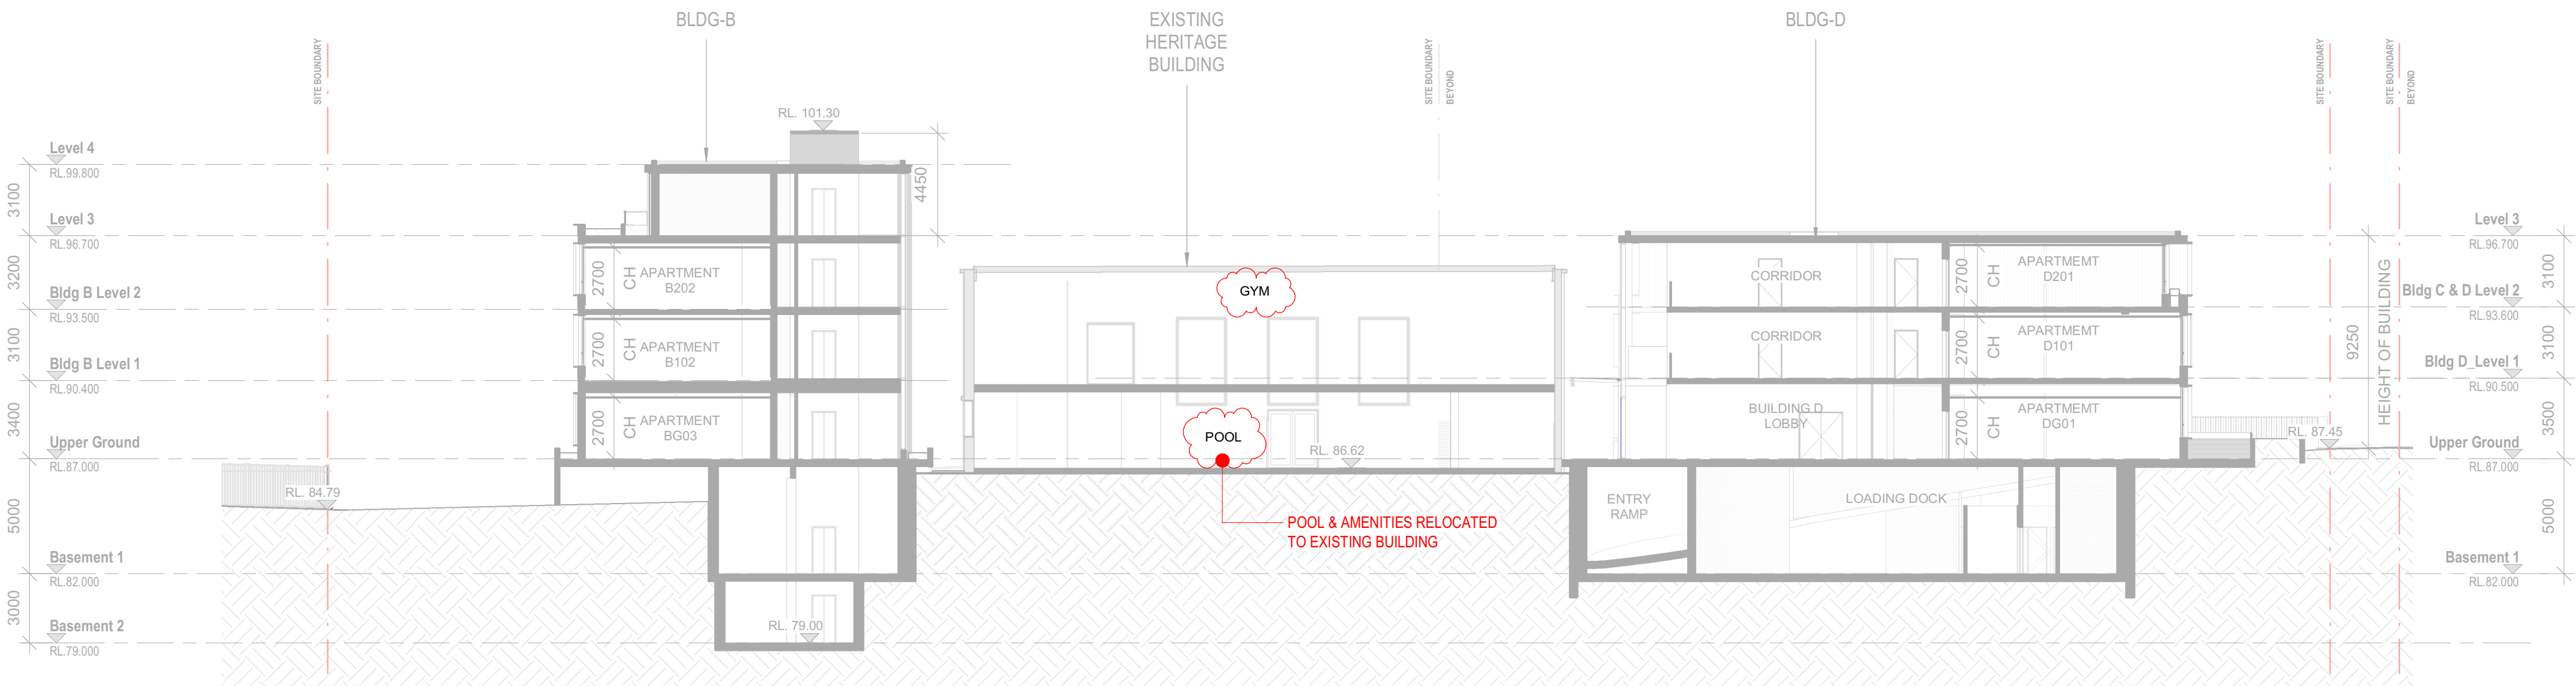 BLDG-B
EXISTING
HERITAGE
BUILDING
BLDG-D
SITE BOUNDARY
SITE BOUNDARY
BEYOND
SITE BOUNDARY
SITE BOUNDARY
BEYOND
RL. 101.30
4450
Level 4
RL.99.800
3100
Level 3
RL.96.700
3200
Bldg B Level 2
RL.93.500
3100
Bldg B Level 1
RL.90.400
3400
Upper Ground
RL.87.000
5000
Basement 1
RL.82.000
3000
Basement 2
RL.79.000
RL. 84.79
2700
CH
APARTMENT
B202
2700
CH
APARTMENT
B102
2700
CH
APARTMENT
BG03
RL. 79.00
GYM
POOL
RL. 86.62
POOL & AMENITIES RELOCATED
TO EXISTING BUILDING
CORRIDOR
2700
CH
APARTMEMT
D201
CORRIDOR
2700
CH
APARTMEMT
D101
BUILDING D
LOBBY
2700
CH
APARTMEMT
DG01
ENTRY
RAMP
LOADING DOCK
RL. 87.45
9250
HEIGHT OF BUILDING
Level 3
RL.96.700
3100
Bldg C & D Level 2
RL.93.600
3100
Bldg D_Level 1
RL.90.500
3500
Upper Ground
RL.87.000
5000
Basement 1
RL.82.000